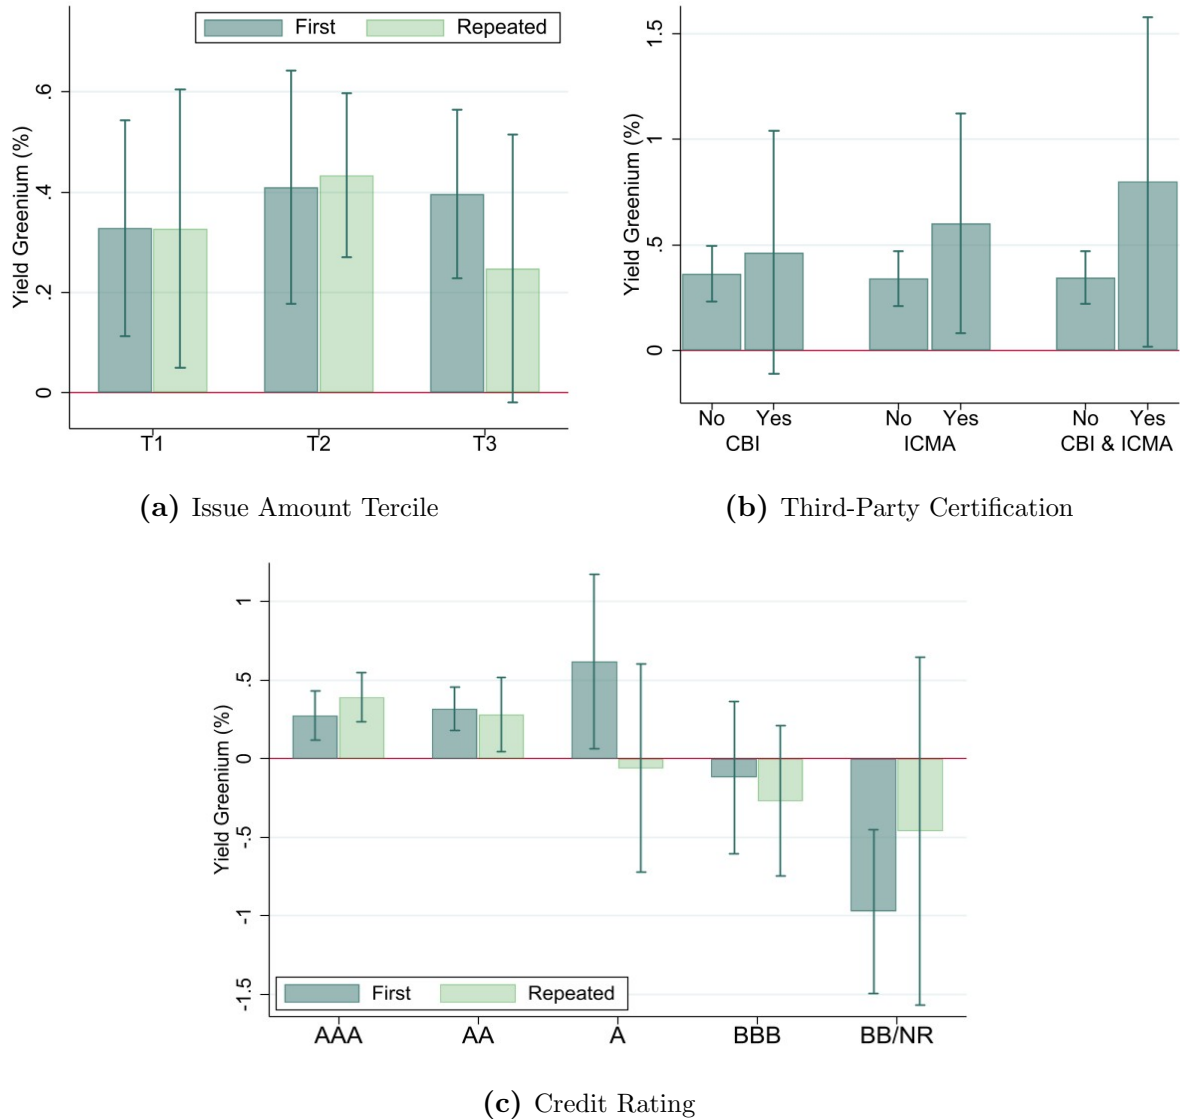 First Repeated
Yield Greenium (%)
.6
.4
.2
0
T1 T2 T3
(a) Issue Amount Tercile
Yield Greenium (%)
1.5
1
.5
0
No Yes No Yes No Yes
CBI ICMA CBI & ICMA
(b) Third-Party Certification
Yield Greenium (%)
1
.5
0
-.5
-1
-1.5
First Repeated
AAA AA A BBB BB/NR
(c) Credit Rating